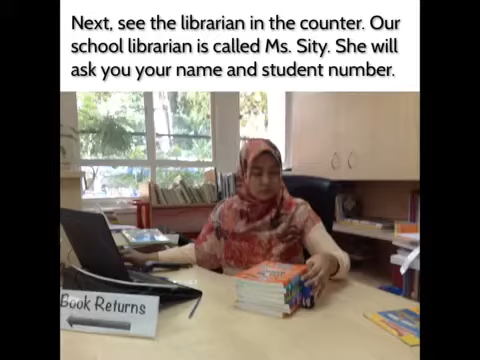 Next, see the librarian in the counter. Our
school librarian is called Ms. Sity. She will
ask you your name and student number.
Book Returns